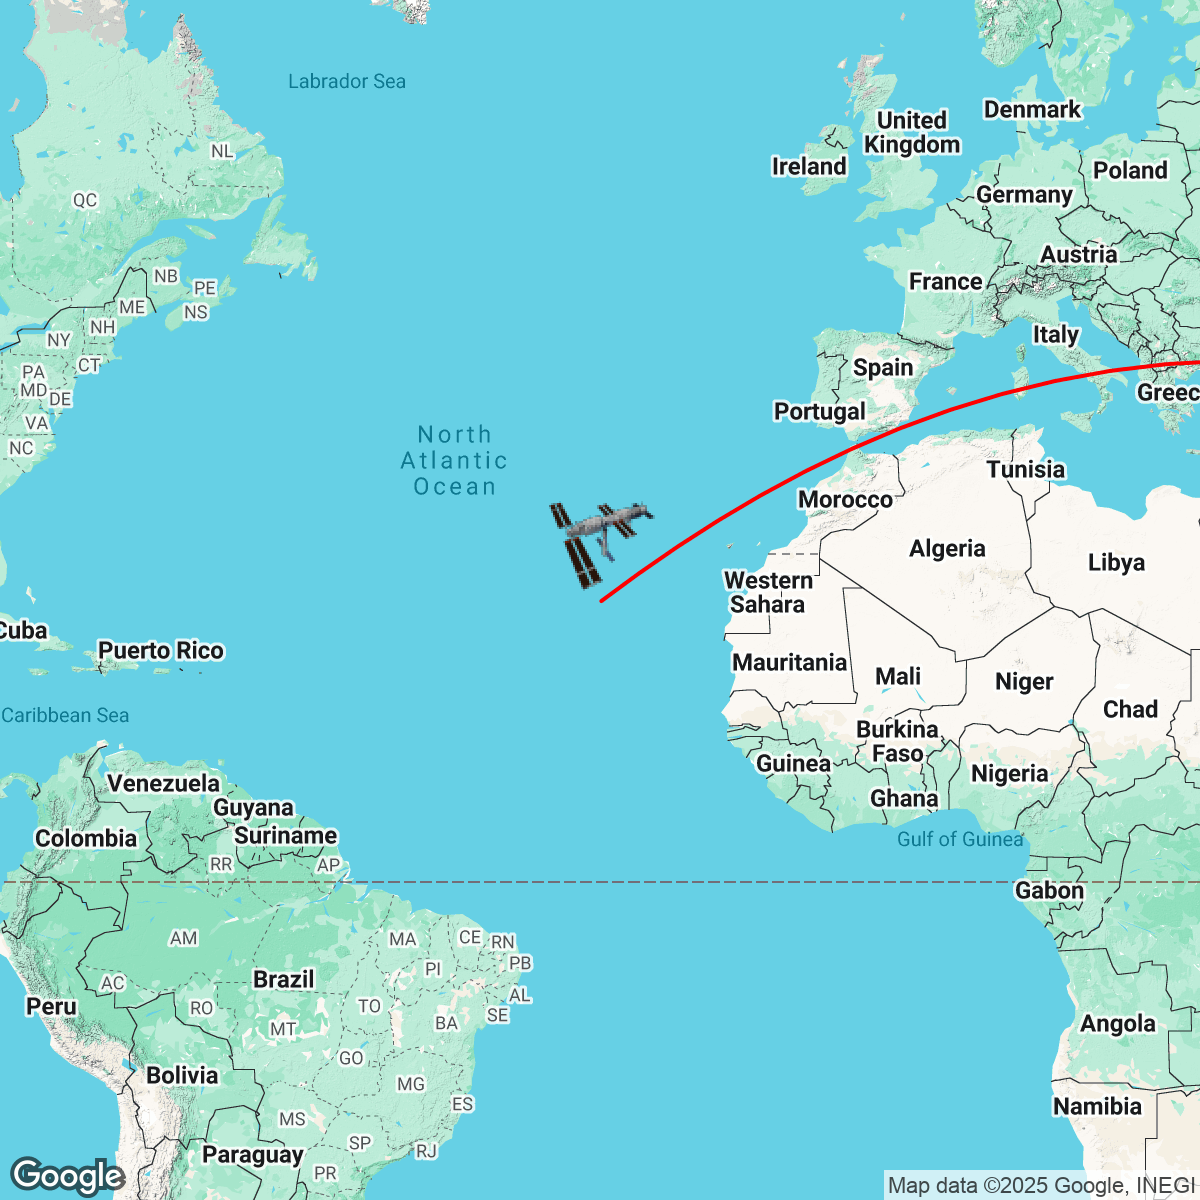 Labrador Sea
Denmark
United
Kingdom
Ireland
Poland
NL
Germany
QC
Austria
NB
France
PE
ME
NS
NH
Italy
NY
CT
Spain
PA
MD
DE
Greec
Portugal
VA
North
Atlantic
Ocean
NC
Tunisia
Morocco
Algeria
Libya
Western
Sahara
Cuba
Puerto Rico
Mauritania
Mali
Niger
Chad
Caribbean Sea
Burkina
Faso
Guinea
Nigeria
Venezuela
Ghana
Guyana
Suriname
Colombia
Gulf of Guinea
RR
AP
Gabon
AM
MA
CE
RN
PB
PI
Brazil
AC
AL
Peru
RO
TO
SE
BA
Angola
MT
GO
Bolivia
MG
ES
Namibia
MS
SP
RJ
Paraguay
PR
Google
Map data ©2025 Google, INEGI